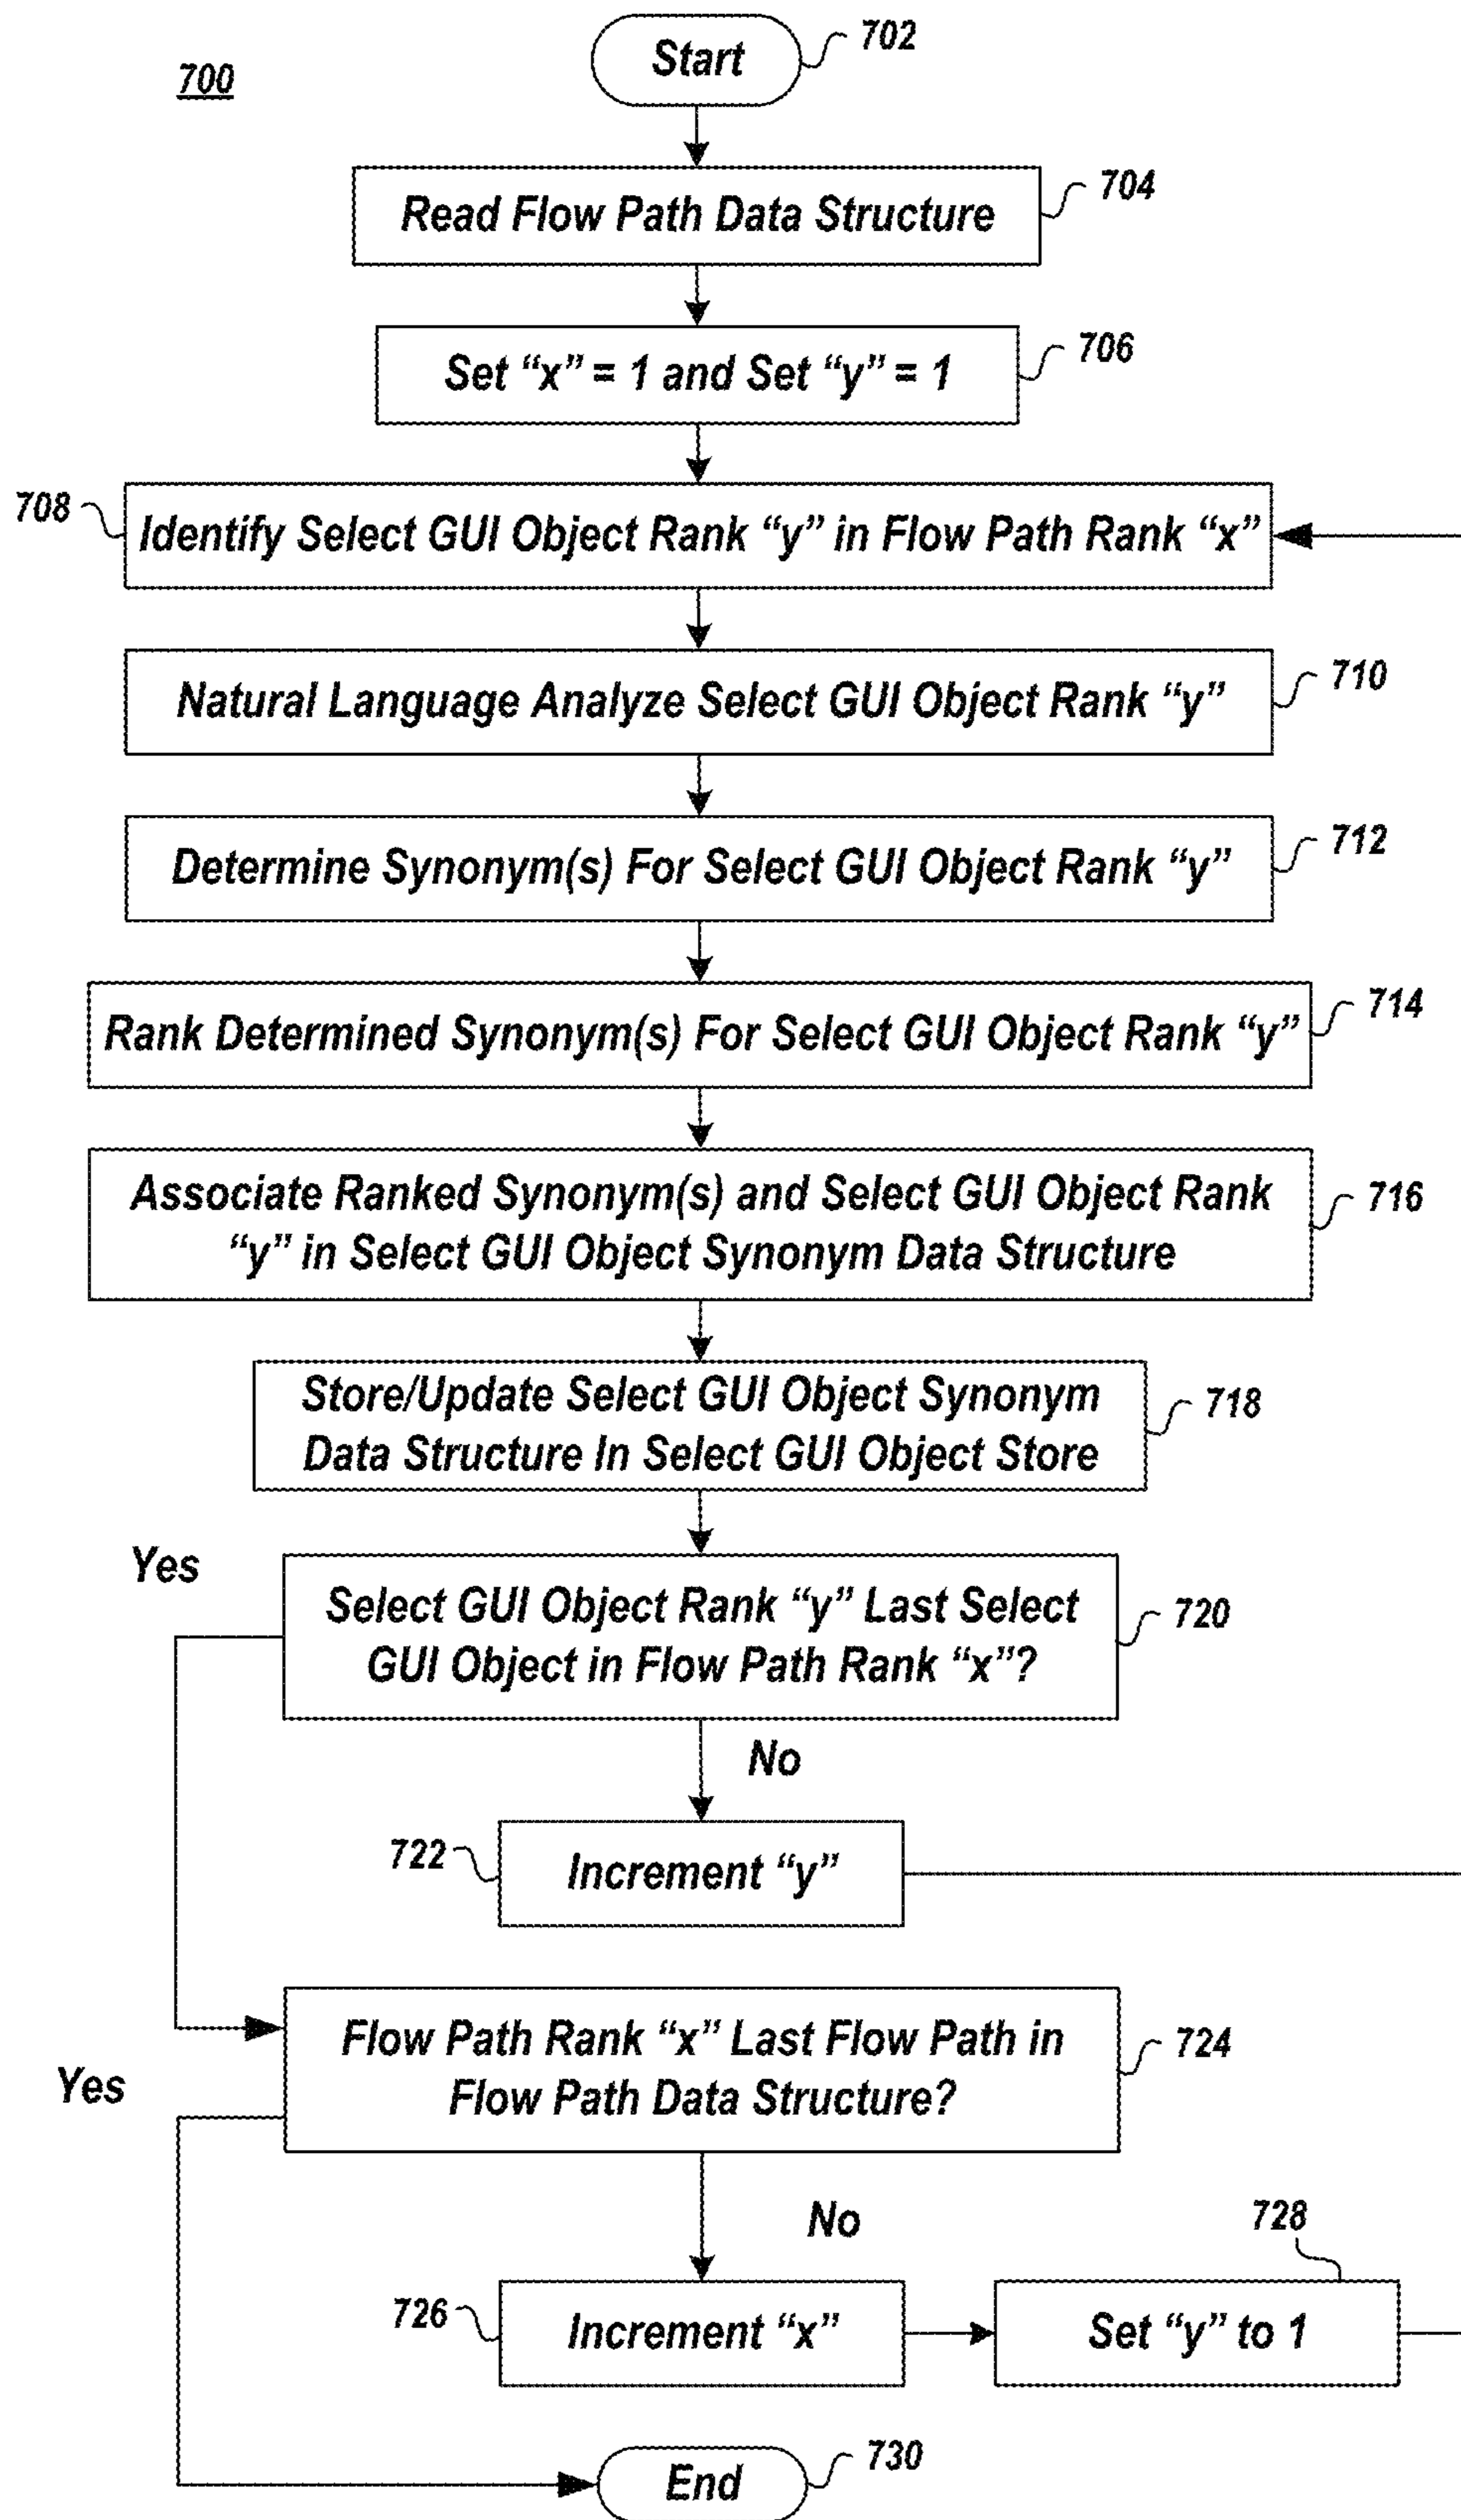 700
Start
702
Read Flow Path Data Structure
704
Set “x” = 1 and Set “y” = 1
706
708
Identify Select GUI Object Rank “y” in Flow Path Rank “x”
Natural Language Analyze Select GUI Object Rank “y”
710
Determine Synonym(s) For Select GUI Object Rank “y”
712
Rank Determined Synonym(s) For Select GUI Object Rank “y”
714
Associate Ranked Synonym(s) and Select GUI Object Rank
“y” in Select GUI Object Synonym Data Structure
716
Store/Update Select GUI Object Synonym
Data Structure In Select GUI Object Store
718
Yes
Select GUI Object Rank “y” Last Select
GUI Object in Flow Path Rank “x”?
720
No
722
Increment “y”
Flow Path Rank “x” Last Flow Path in
Flow Path Data Structure?
724
Yes
No
726
Increment “x”
728
Set “y” to 1
End
730